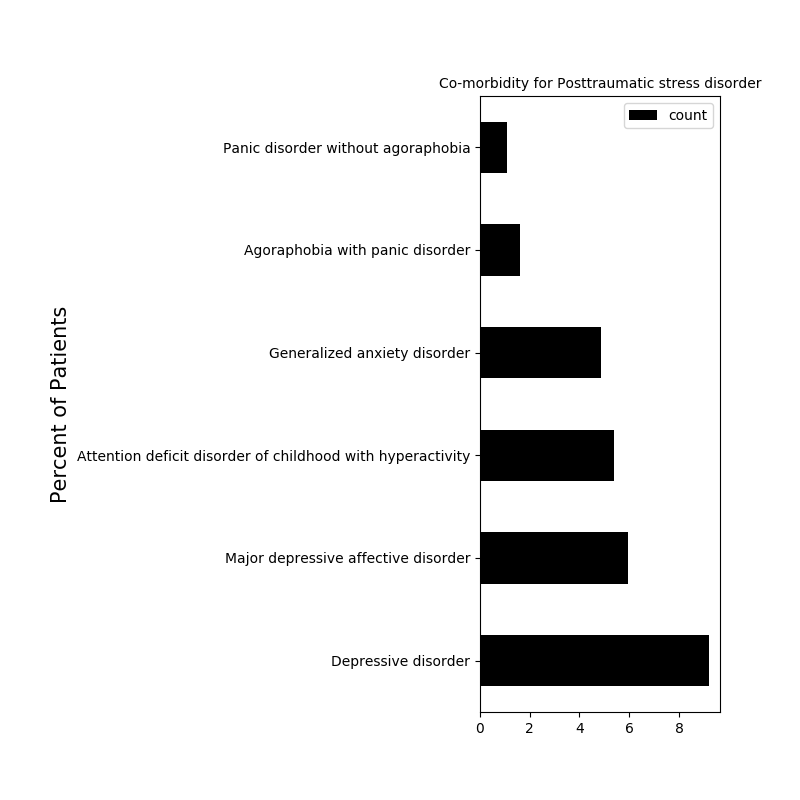 Co-morbidity for Posttraumatic stress disorder
count
Panic disorder without agoraphobia
Agoraphobia with panic disorder
Generalized anxiety disorder
Attention deficit disorder of childhood with hyperactivity
Major depressive affective disorder
Depressive disorder
Percent of Patients
0 2 4 6 8